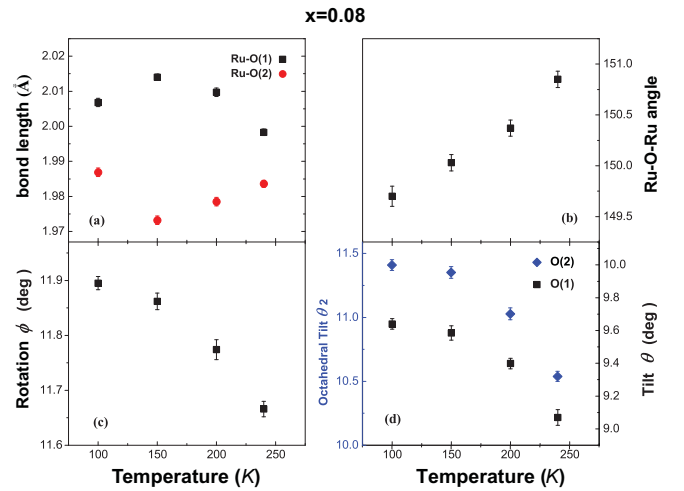 x=0.08
bond length (Å)
2.02
2.01
2.00
1.99
1.98
1.97
Ru-O(1)
Ru-O(2)
(a)
151.0
150.5
150.0
149.5
Ru-O-Ru angle
(b)
Rotation ϕ (deg)
11.9
11.8
11.7
11.6
(c)
100 150 200 250
Temperature (K)
Octahedral Tilt θ 2
11.5
11.0
10.5
10.0
O(2)
O(1)
(d)
10.0
9.8
9.6
9.4
9.2
9.0
Tilt θ (deg)
100 150 200 250
Temperature (K)